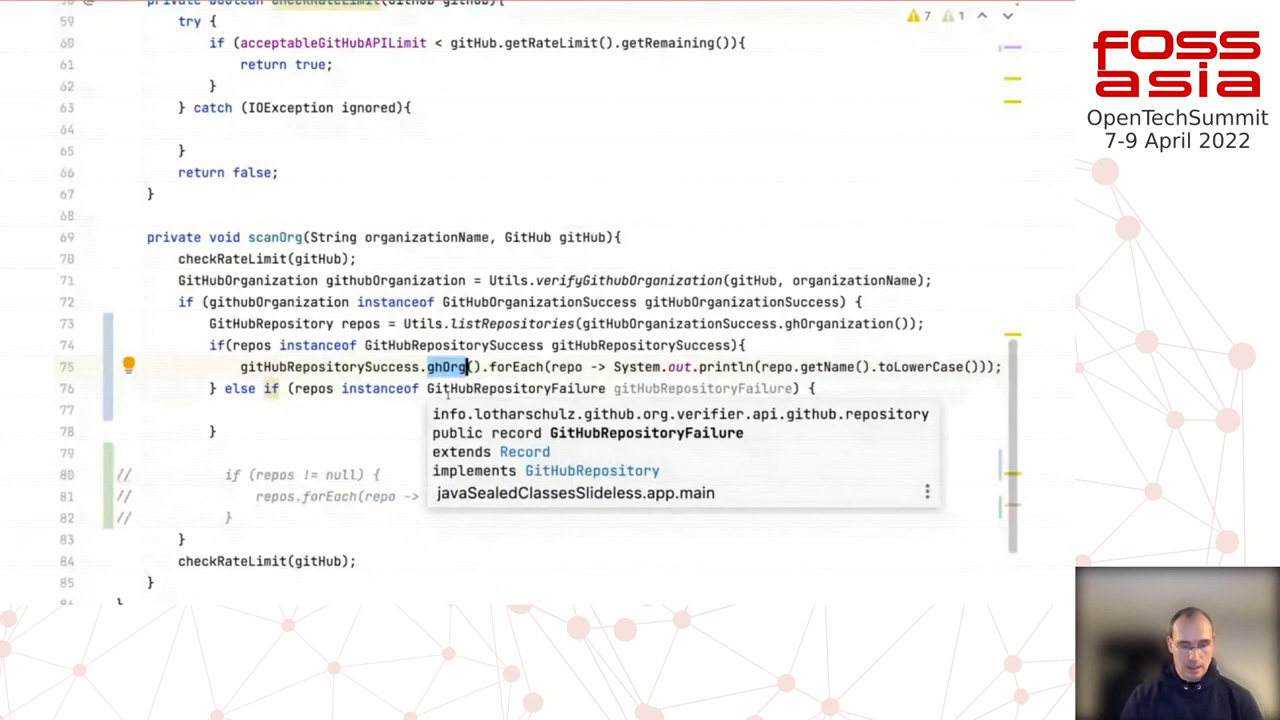 58 private boolean checkRateLimit(GitHub gitHub){
59 try {
60 if (acceptableGitHubAPILimit < gitHub.getRateLimit().getRemaining()){
61 return true;
62 }
63 } catch (IOException ignored){
64
65 }
66 return false;
67 }
68
69 private void scanOrg(String organizationName, GitHub gitHub){
70 checkRateLimit(gitHub);
71 GitHubOrganization githubOrganization = Utils.verifyGithubOrganization(gitHub, organizationName);
72 if (githubOrganization instanceof GitHubOrganizationSuccess gitHubOrganizationSuccess) {
73 GitHubRepository repos = Utils.listRepositories(gitHubOrganizationSuccess.ghOrganization());
74 if(repos instanceof GitHubRepositorySuccess gitHubRepositorySuccess){
75 gitHubRepositorySuccess.ghOrg().forEach(repo -> System.out.println(repo.getName().toLowerCase()));
76 } else if (repos instanceof GitHubRepositoryFailure gitHubRepositoryFailure) {
77
78 }
79
80 // if (repos != null) {
81 // repos.forEach(repo ->
82 // }
83 }
84 checkRateLimit(gitHub);
85 }
7 1
info.lotharschulz.github.org.verifier.api.github.repository
public record GitHubRepositoryFailure
extends Record
implements GitHubRepository
javaSealedClassesSlideless.app.main
FOSS
asia
OpenTechSummit
7-9 April 2022